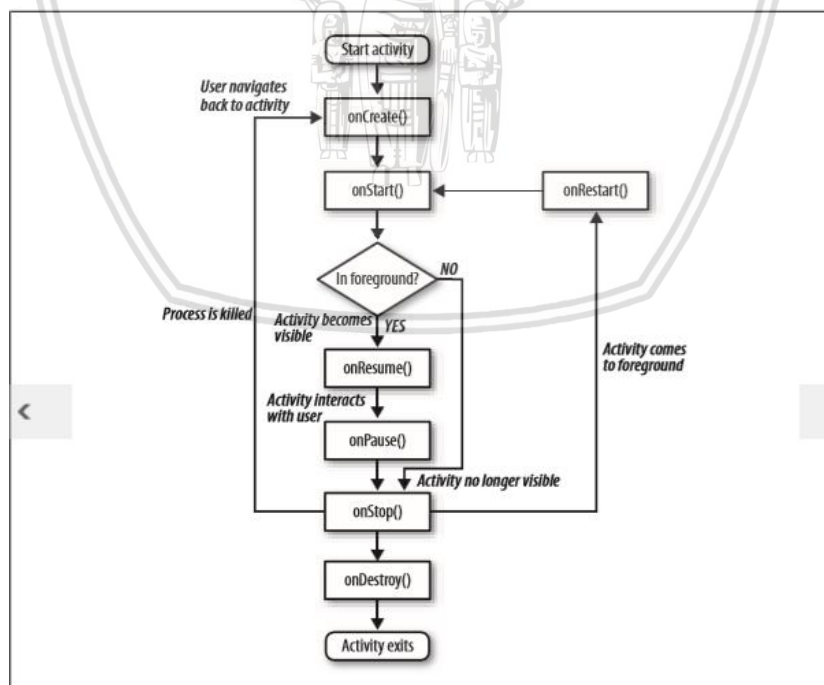 Start activity
User navigates
back to activity
onCreate()
onStart()
onRestart()
In foreground?
NO
Process is killed
Activity becomes
visible
YES
Activity comes
to foreground
onResume()
Activity interacts
with user
onPause()
Activity no longer visible
onStop()
onDestroy()
Activity exits